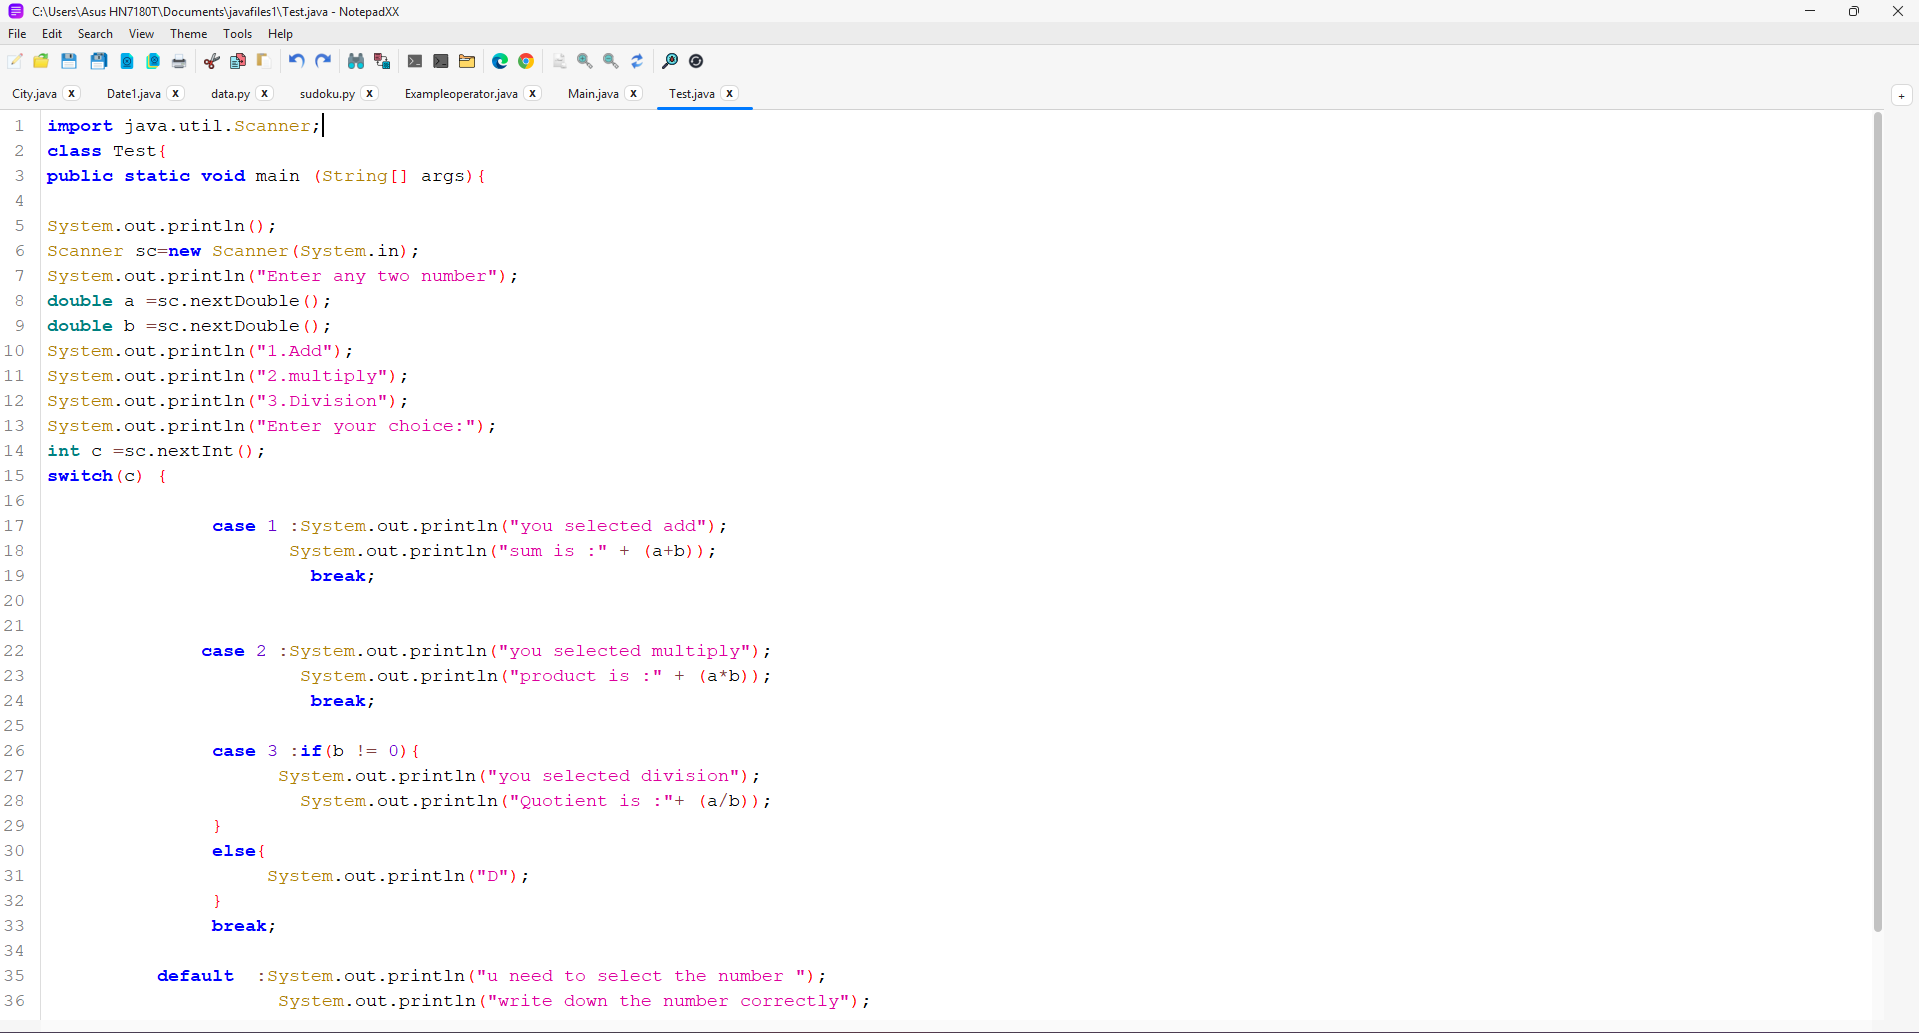 C:\Users\Asus HN7180T\Documents\javafiles1\Test.java - NotepadXX
File Edit Search View Theme Tools Help
City.java x Date1.java x data.py x sudoku.py x Exampleoperator.java x Main.java x Test.java x +
1 import java.util.Scanner;
2 class Test{
3 public static void main (String[] args){
4
5 System.out.println();
6 Scanner sc=new Scanner(System.in);
7 System.out.println("Enter any two number");
8 double a =sc.nextDouble();
9 double b =sc.nextDouble();
10 System.out.println("1.Add");
11 System.out.println("2.multiply");
12 System.out.println("3.Division");
13 System.out.println("Enter your choice:");
14 int c =sc.nextInt();
15 switch(c) {
16
17 case 1 :System.out.println("you selected add");
18 System.out.println("sum is :" + (a+b));
19 break;
20
21
22 case 2 :System.out.println("you selected multiply");
23 System.out.println("product is :" + (a*b));
24 break;
25
26 case 3 :if(b != 0){
27 System.out.println("you selected division");
28 System.out.println("Quotient is :"+ (a/b));
29 }
30 else{
31 System.out.println("D");
32 }
33 break;
34
35 default  :System.out.println("u need to select the number ");
36 System.out.println("write down the number correctly");